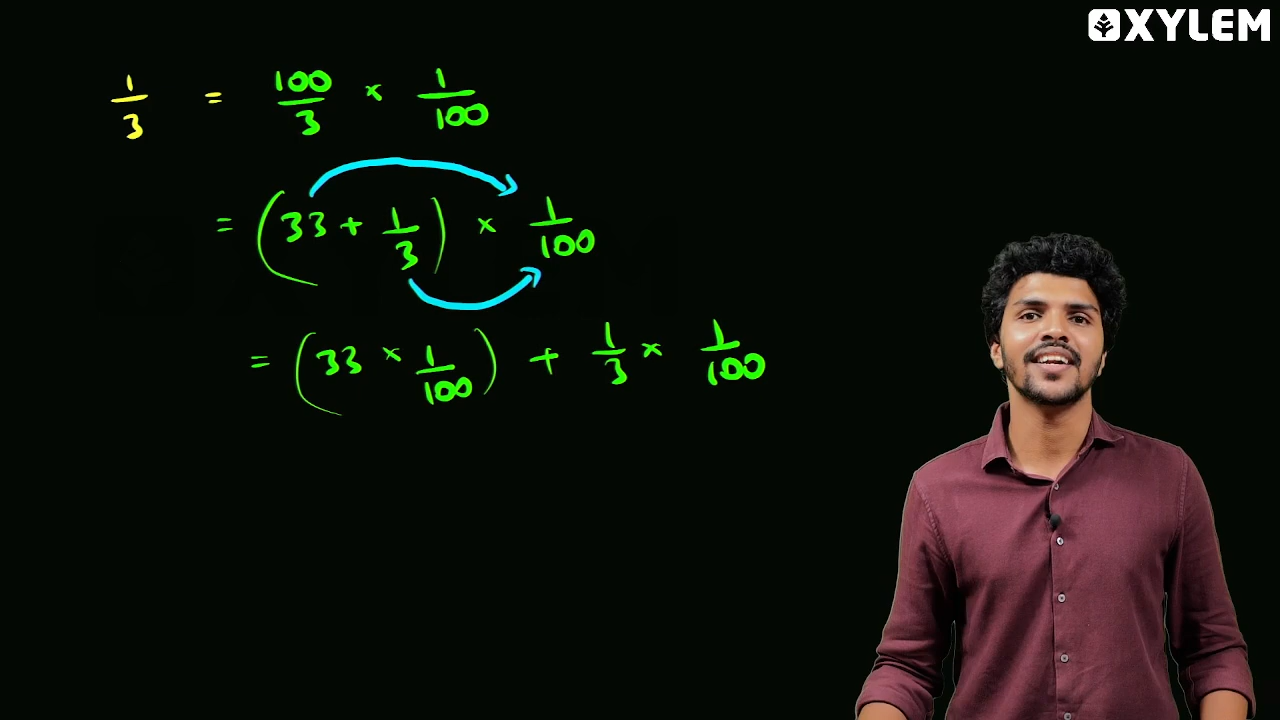 XYLEM
1/3 = 100/3 × 1/100
= (33 + 1/3) × 1/100
= (33 × 1/100) + 1/3 × 1/100